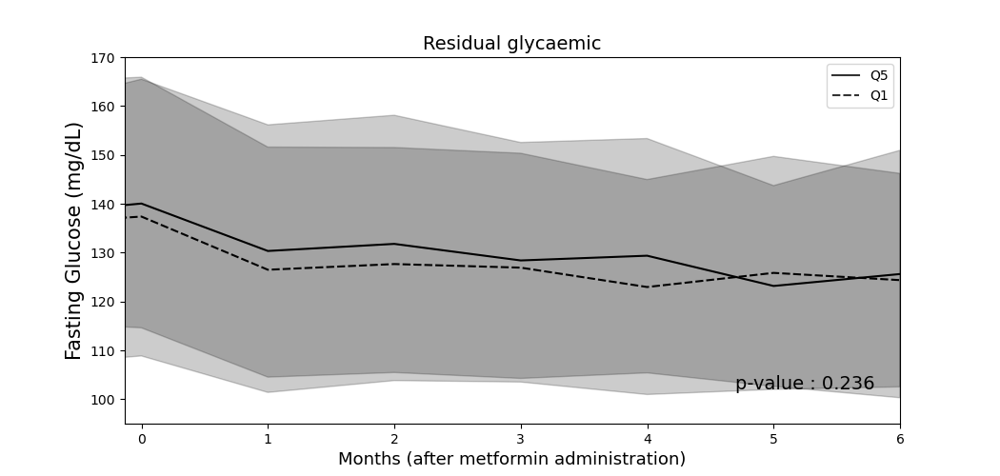 Residual glycaemic
Fasting Glucose (mg/dL)
170
160
150
140
130
120
110
100
Q5
Q1
p-value : 0.236
0 1 2 3 4 5 6
Months (after metformin administration)